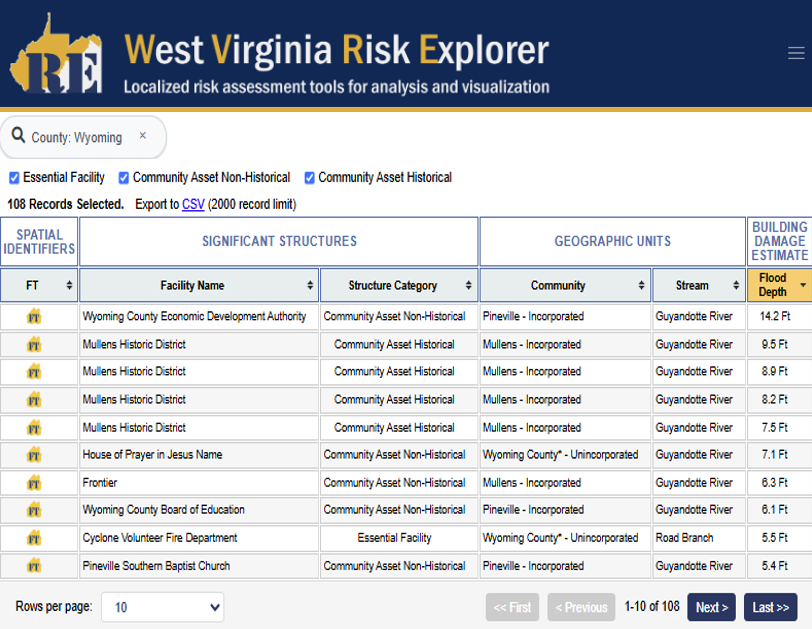 RE
West Virginia Risk Explorer
Localized risk assessment tools for analysis and visualization
County: Wyoming ×
Essential Facility Community Asset Non-Historical Community Asset Historical
108 Records Selected. Export to CSV (2000 record limit)
SPATIAL IDENTIFIERS SIGNIFICANT STRUCTURES GEOGRAPHIC UNITS BUILDING DAMAGE ESTIMATE
FT Facility Name Structure Category Community Stream Flood Depth
FT Wyoming County Economic Development Authority Community Asset Non-Historical Pineville - Incorporated Guyandotte River 14.2 Ft
FT Mullens Historic District Community Asset Historical Mullens - Incorporated Guyandotte River 9.5 Ft
FT Mullens Historic District Community Asset Historical Mullens - Incorporated Guyandotte River 8.9 Ft
FT Mullens Historic District Community Asset Historical Mullens - Incorporated Guyandotte River 8.2 Ft
FT Mullens Historic District Community Asset Historical Mullens - Incorporated Guyandotte River 7.5 Ft
FT House of Prayer in Jesus Name Community Asset Non-Historical Wyoming County* - Unincorporated Guyandotte River 7.1 Ft
FT Frontier Community Asset Non-Historical Mullens - Incorporated Guyandotte River 6.3 Ft
FT Wyoming County Board of Education Community Asset Non-Historical Pineville - Incorporated Guyandotte River 6.1 Ft
FT Cyclone Volunteer Fire Department Essential Facility Wyoming County* - Unincorporated Road Branch 5.5 Ft
FT Pineville Southern Baptist Church Community Asset Non-Historical Pineville - Incorporated Guyandotte River 5.4 Ft
Rows per page: 10 << First < Previous 1-10 of 108 Next > Last >>